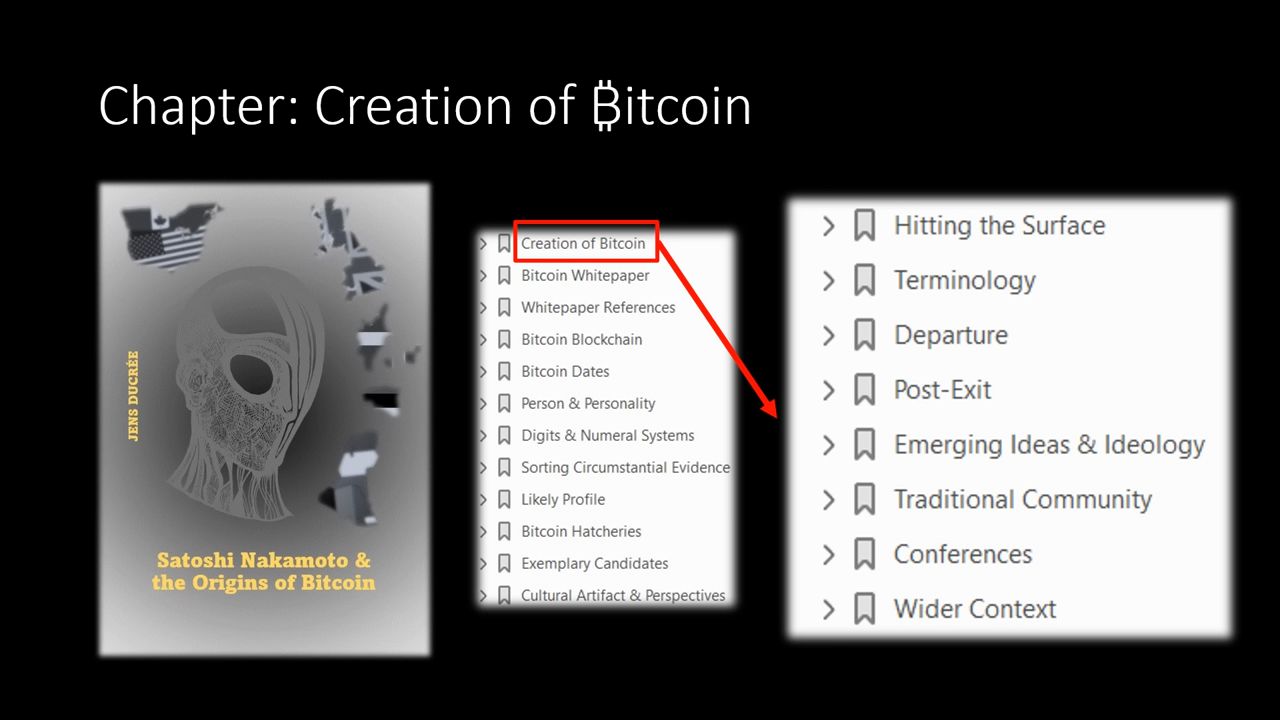 Chapter: Creation of ₿itcoin
JENS DUCRÉE
Satoshi Nakamoto &
the Origins of Bitcoin
Creation of Bitcoin
Bitcoin Whitepaper
Whitepaper References
Bitcoin Blockchain
Bitcoin Dates
Person & Personality
Digits & Numeral Systems
Sorting Circumstantial Evidence
Likely Profile
Bitcoin Hatcheries
Exemplary Candidates
Cultural Artifact & Perspectives
Hitting the Surface
Terminology
Departure
Post-Exit
Emerging Ideas & Ideology
Traditional Community
Conferences
Wider Context